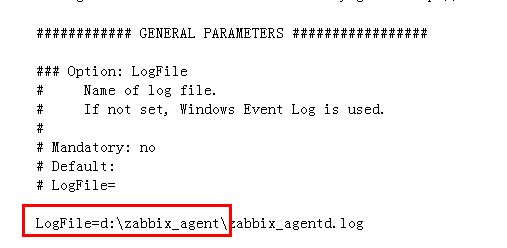 ############ GENERAL PARAMETERS #################
### Option: LogFile
#     Name of log file.
#     If not set, Windows Event Log is used.
#
# Mandatory: no
# Default:
# LogFile=
LogFile=d:\zabbix_agent\zabbix_agentd.log